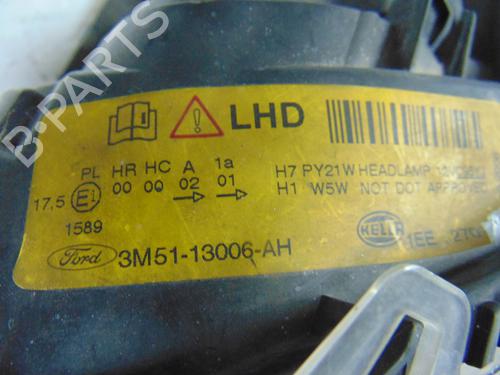 B-PARTS
LHD
PL HR HC A 1a
17,5 E1 00 00 02 01
1589
H7 PY21W HEADLAMP
H1 W5W NOT DOT APPROVED
HELLA
1EE
Ford 3M51-13006-AH